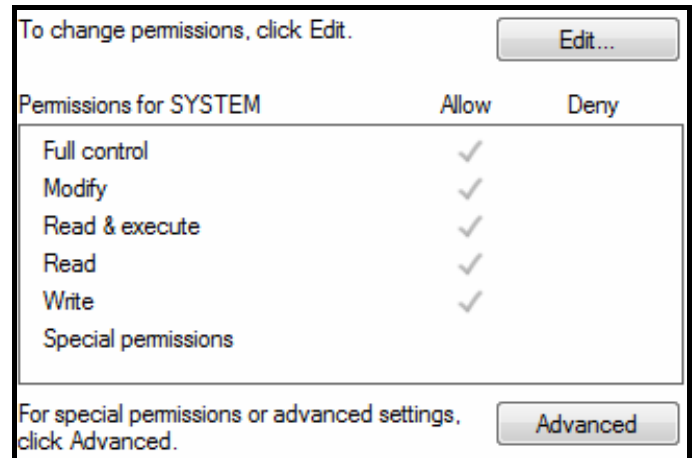 To change permissions, click Edit.
Edit...
Permissions for SYSTEM Allow Deny
Full control
Modify
Read & execute
Read
Write
Special permissions
For special permissions or advanced settings,
click Advanced.
Advanced